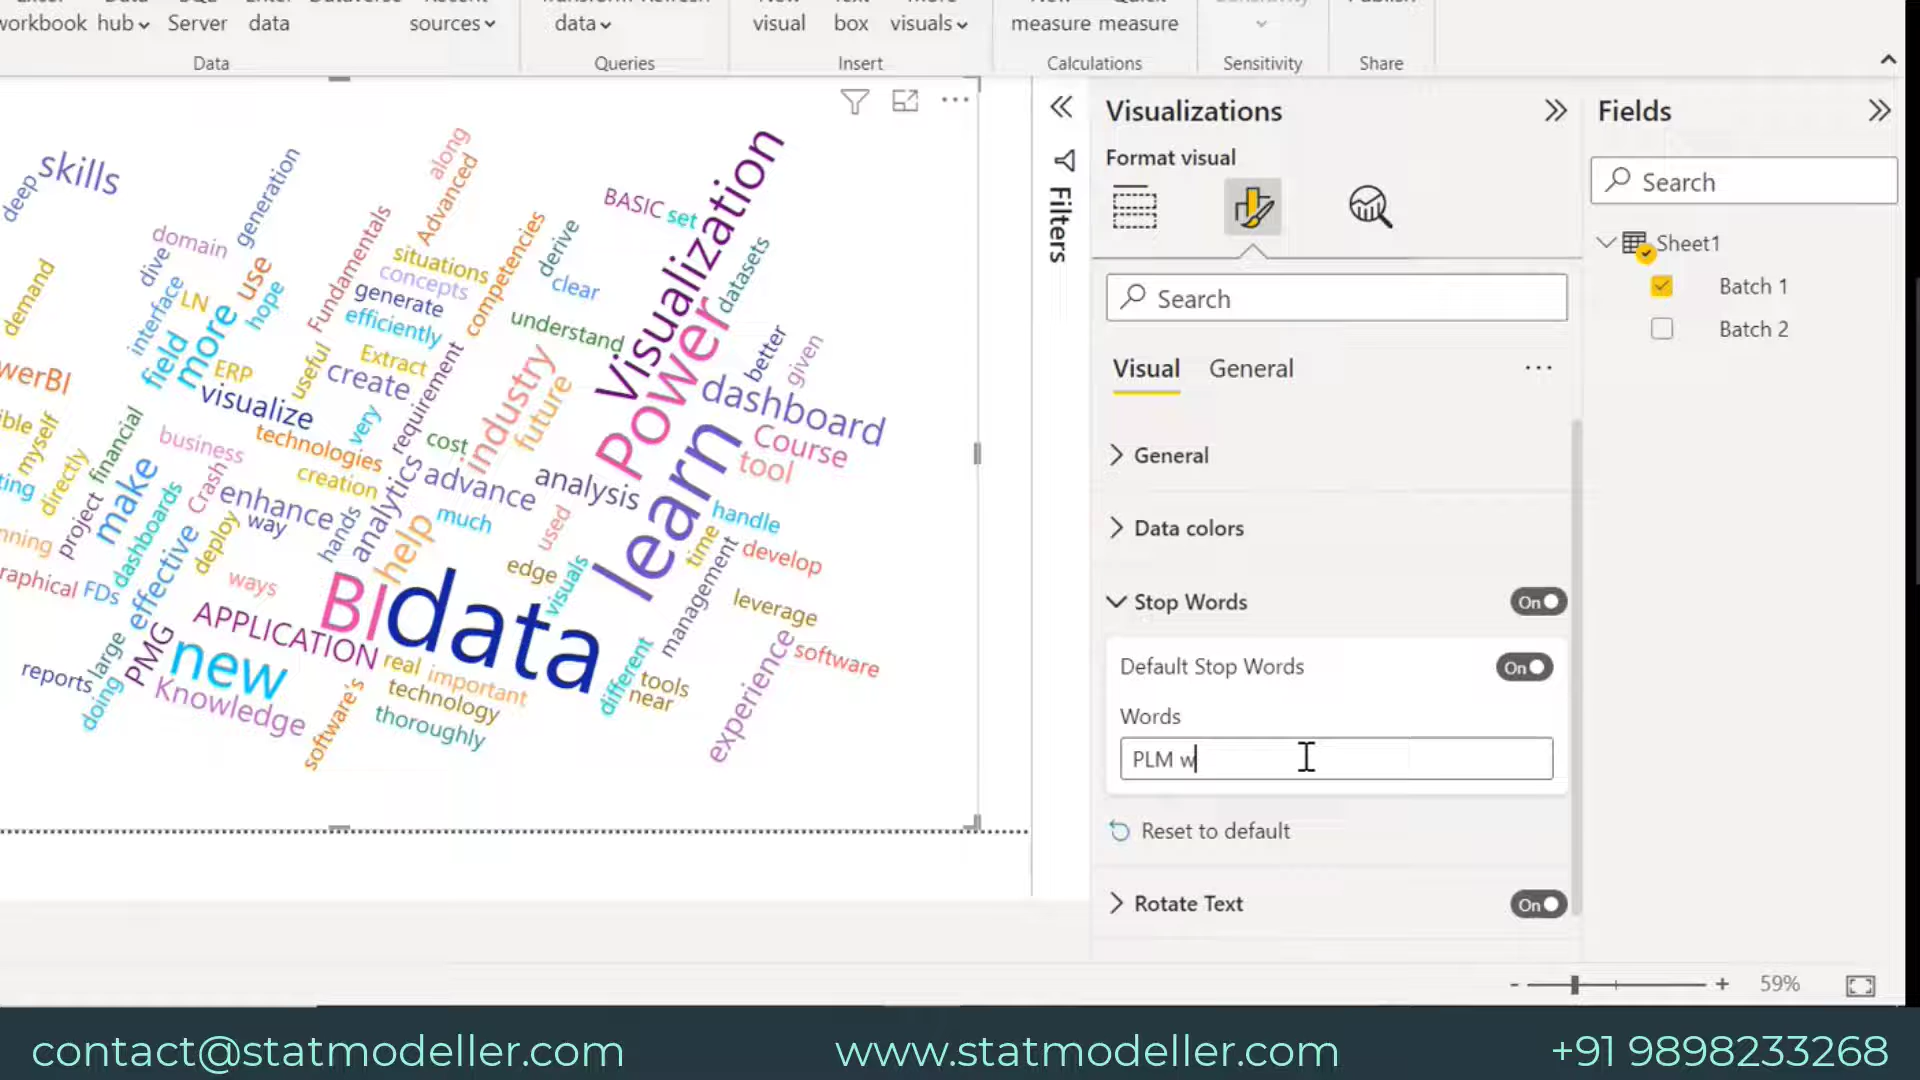 workbook hub
Server
data
sources
data
visual
box
visuals
measure measure
Data
Queries
Insert
Calculations
Sensitivity
Share
Visualizations
Fields
Format visual
Filters
Search
Search
Sheet1
Batch 1
Batch 2
Visual General
General
Data colors
Stop Words On
Default Stop Words On
Words
PLM w
Reset to default
Rotate Text On
59%
skills
deep
generation
domain
dive
demand
interface
LN
use
hope
field
more
ERP
visualize
myself
directly
financial
project
make
business
dashboards
Crash
effective
deploy
enhance
way
ways
FDs
large
PMG
reports
doing
new
Knowledge
APPLICATION
along
Advanced
Fundamentals
situations
concepts
generate
efficiently
competencies
derive
clear
Extract
useful
create
very
requirement
technologies
creation
cost
industry
future
understand
analytics
advance
hands
much
help
analysis
used
edge
visuals
BI
data
real
important
technology
thoroughly
software's
different
tools
near
BASIC
set
Visualization
datasets
Power
better
given
dashboard
learn
Course
tool
handle
time
develop
management
leverage
experience
software
contact@statmodeller.com
www.statmodeller.com
+91 9898233268